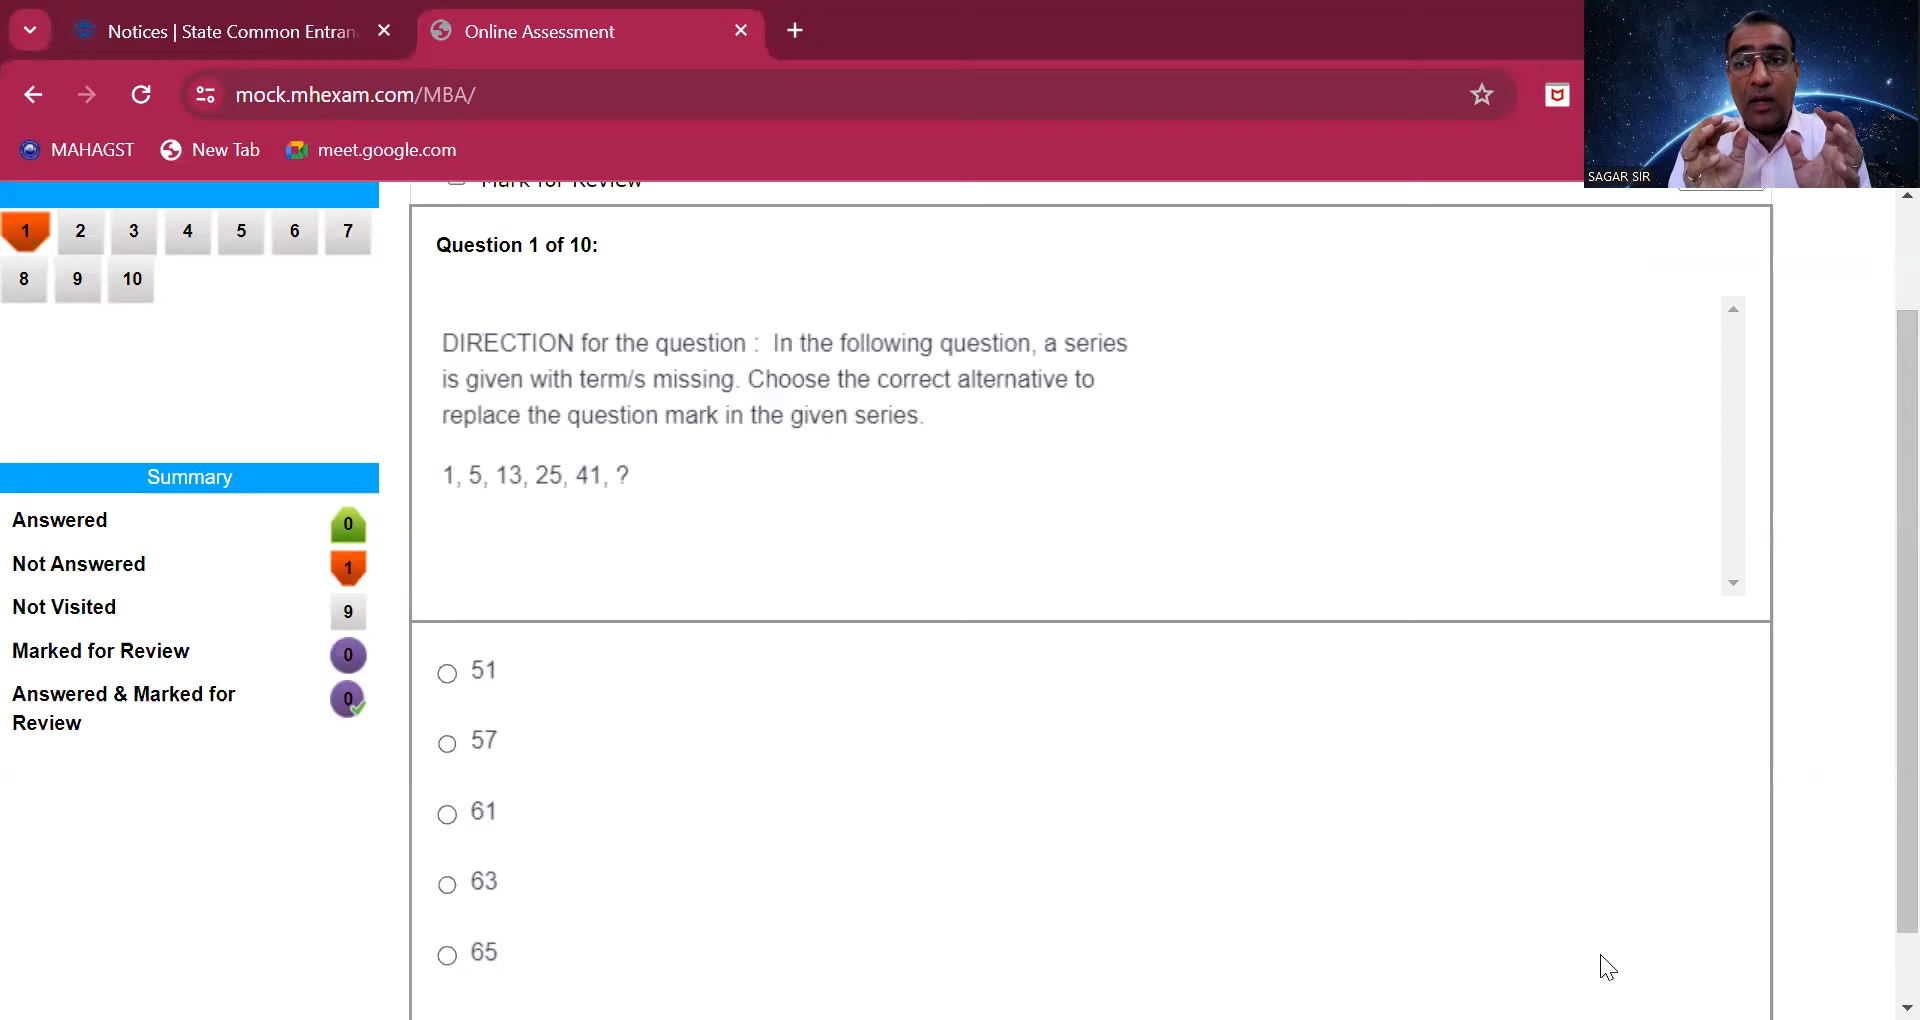 Notices | State Common Entran
Online Assessment
mock.mhexam.com/MBA/
MAHAGST
New Tab
meet.google.com
SAGAR SIR
Mark for Review
1 2 3 4 5 6 7
8 9 10
Question 1 of 10:
DIRECTION for the question : In the following question, a series
is given with term/s missing. Choose the correct alternative to
replace the question mark in the given series.
1, 5, 13, 25, 41, ?
Summary
Answered 0
Not Answered 1
Not Visited 9
Marked for Review 0
Answered & Marked for
Review 0
51
57
61
63
65